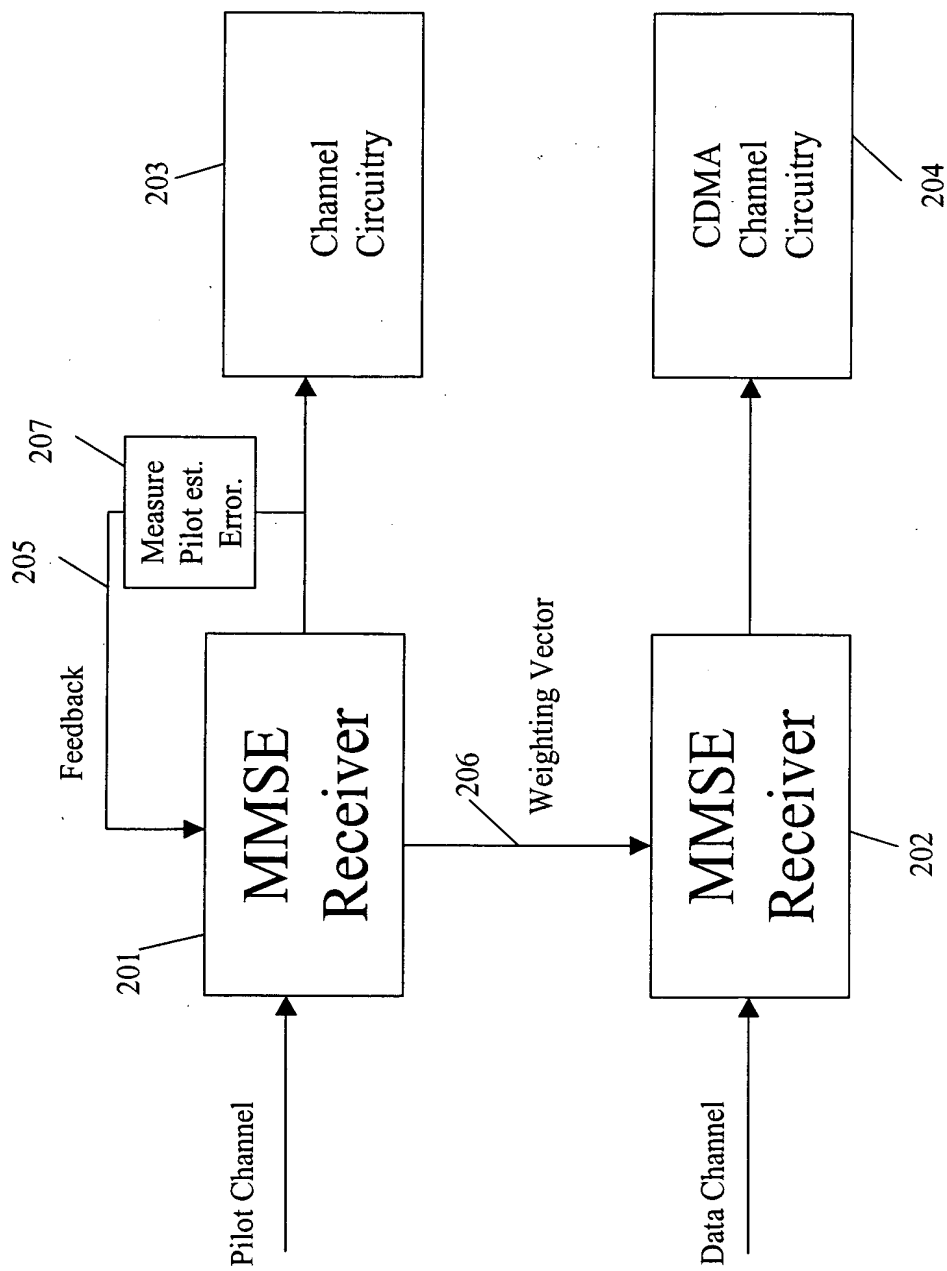 Pilot Channel
201
MMSE
Receiver
Feedback
205
207
Measure
Pilot est.
Error.
203
Channel
Circuitry
206
Weighting Vector
Data Channel
MMSE
Receiver
202
CDMA
Channel
Circuitry
204